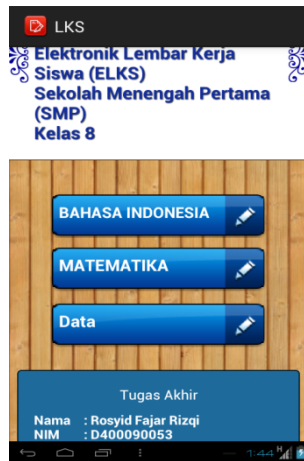 LKS
Elektronik Lembar Kerja
Siswa (ELKS)
Sekolah Menengah Pertama
(SMP)
Kelas 8
BAHASA INDONESIA
MATEMATIKA
Data
Tugas Akhir
Nama : Rosyid Fajar Rizqi
NIM : D400090053
1:44 H